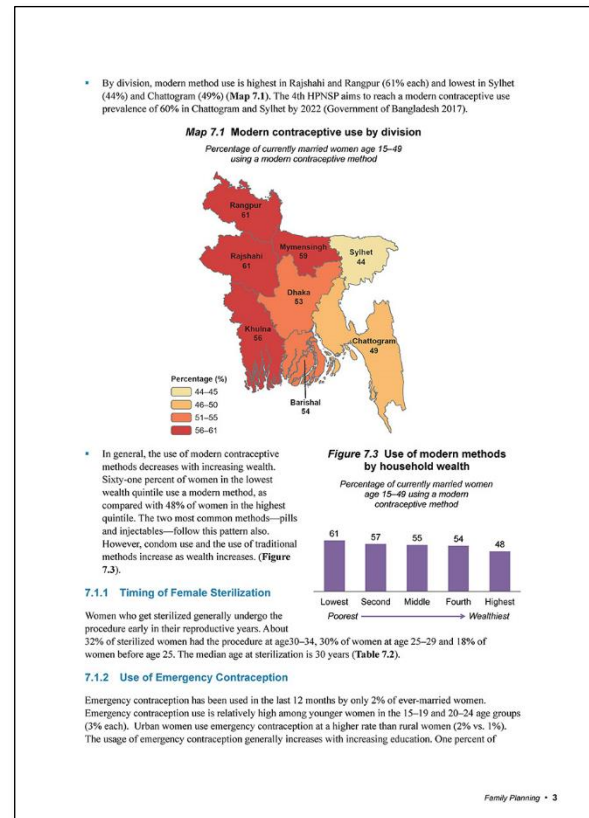 • By division, modern method use is highest in Rajshahi and Rangpur (61% each) and lowest in Sylhet
(44%) and Chattogram (49%) (Map 7.1). The 4th HPNSP aims to reach a modern contraceptive use
prevalence of 60% in Chattogram and Sylhet by 2022 (Government of Bangladesh 2017).
Map 7.1 Modern contraceptive use by division
Percentage of currently married women age 15–49
using a modern contraceptive method
Rangpur
61
Rajshahi
61
Mymensingh
59
Sylhet
44
Dhaka
53
Khulna
56
Chattogram
49
Barishal
54
Percentage (%)
44–45
46–50
51–55
56–61
• In general, the use of modern contraceptive
methods decreases with increasing wealth.
Sixty-one percent of women in the lowest
wealth quintile use a modern method, as
compared with 48% of women in the highest
quintile. The two most common methods—pills
and injectables—follow this pattern also.
However, condom use and the use of traditional
methods increase as wealth increases. (Figure
7.3).
Figure 7.3 Use of modern methods
by household wealth
Percentage of currently married women
age 15–49 using a modern
contraceptive method
61 57 55 54 48
Lowest Second Middle Fourth Highest
Poorest Wealthiest
7.1.1 Timing of Female Sterilization
Women who get sterilized generally undergo the
procedure early in their reproductive years. About
32% of sterilized women had the procedure at age30–34, 30% of women at age 25–29 and 18% of
women before age 25. The median age at sterilization is 30 years (Table 7.2).
7.1.2 Use of Emergency Contraception
Emergency contraception has been used in the last 12 months by only 2% of ever-married women.
Emergency contraception use is relatively high among younger women in the 15–19 and 20–24 age groups
(3% each). Urban women use emergency contraception at a higher rate than rural women (2% vs. 1%).
The usage of emergency contraception generally increases with increasing education. One percent of
Family Planning • 3